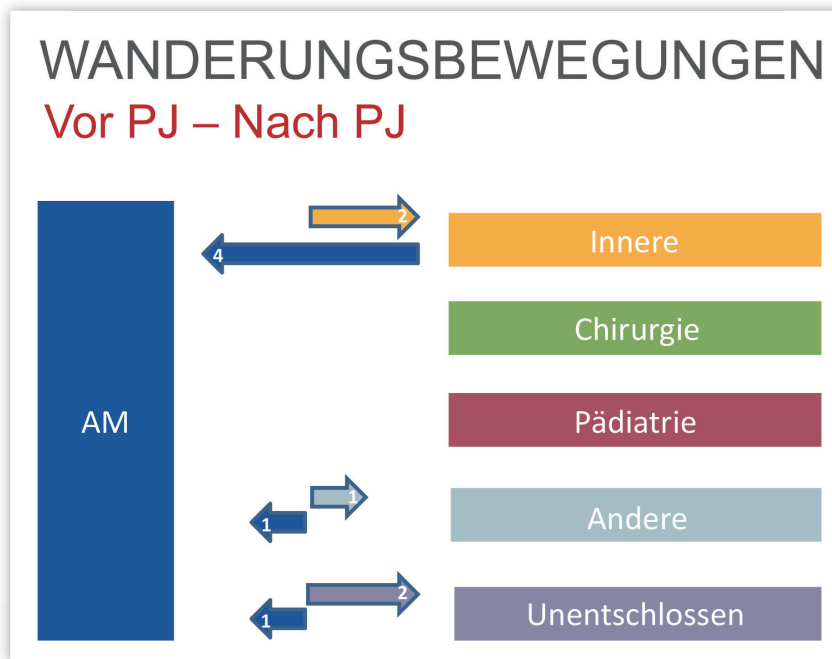 WANDERUNGSBEWEGUNGEN
Vor PJ – Nach PJ
AM
2
4
Innere
Chirurgie
Pädiatrie
1
1
Andere
2
1
Unentschlossen